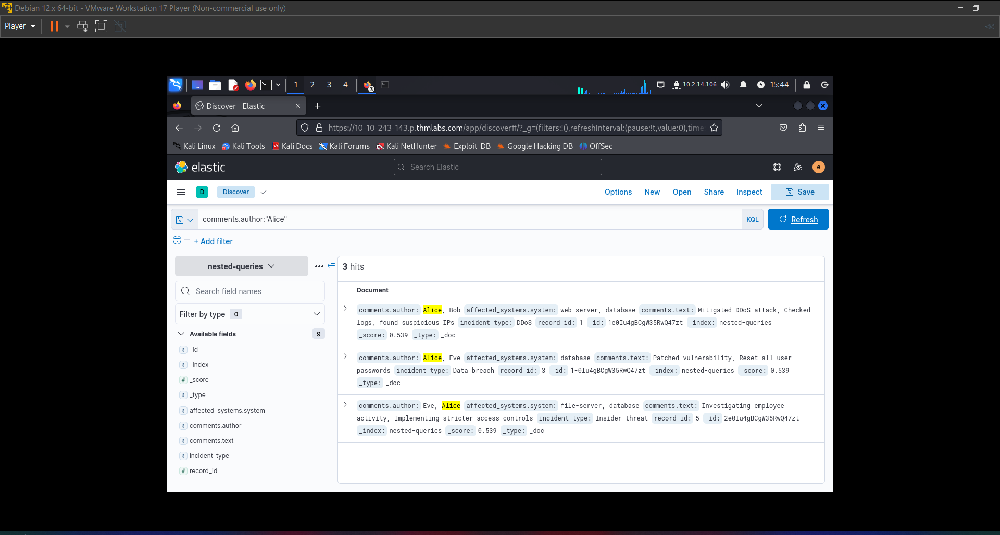 Debian 12.x 64-bit - VMware Workstation 17 Player (Non-commercial use only)
Player
1 2 3 4 3 10.2.14.106 15:44
Discover - Elastic
https://10-10-243-143.p.thmlabs.com/app/discover#/?_g=(filters:!(),refreshInterval:(pause:!t,value:0),time
Kali Linux Kali Tools Kali Docs Kali Forums Kali NetHunter Exploit-DB Google Hacking DB OffSec
elastic Search Elastic e
D Discover Options New Open Share Inspect Save
comments.author:"Alice" KQL Refresh
+ Add filter
nested-queries
Search field names
Filter by type 0
Available fields 9
t _id
t _index
# _score
t _type
t affected_systems.system
t comments.author
t comments.text
t incident_type
# record_id
3 hits
Document
comments.author: Alice, Bob affected_systems.system: web-server, database comments.text: Mitigated DDoS attack, Checked
logs, found suspicious IPs incident_type: DDoS record_id: 1 _id: 1e0Iu4gBCgW35RwQ47zt _index: nested-queries
_score: 0.539 _type: _doc
comments.author: Alice, Eve affected_systems.system: database comments.text: Patched vulnerability, Reset all user
passwords incident_type: Data breach record_id: 3 _id: 1-0Iu4gBCgW35RwQ47zt _index: nested-queries _score: 0.539
_type: _doc
comments.author: Eve, Alice affected_systems.system: file-server, database comments.text: Investigating employee
activity, Implementing stricter access controls incident_type: Insider threat record_id: 5 _id: 2e0Iu4gBCgW35RwQ47zt
_index: nested-queries _score: 0.539 _type: _doc